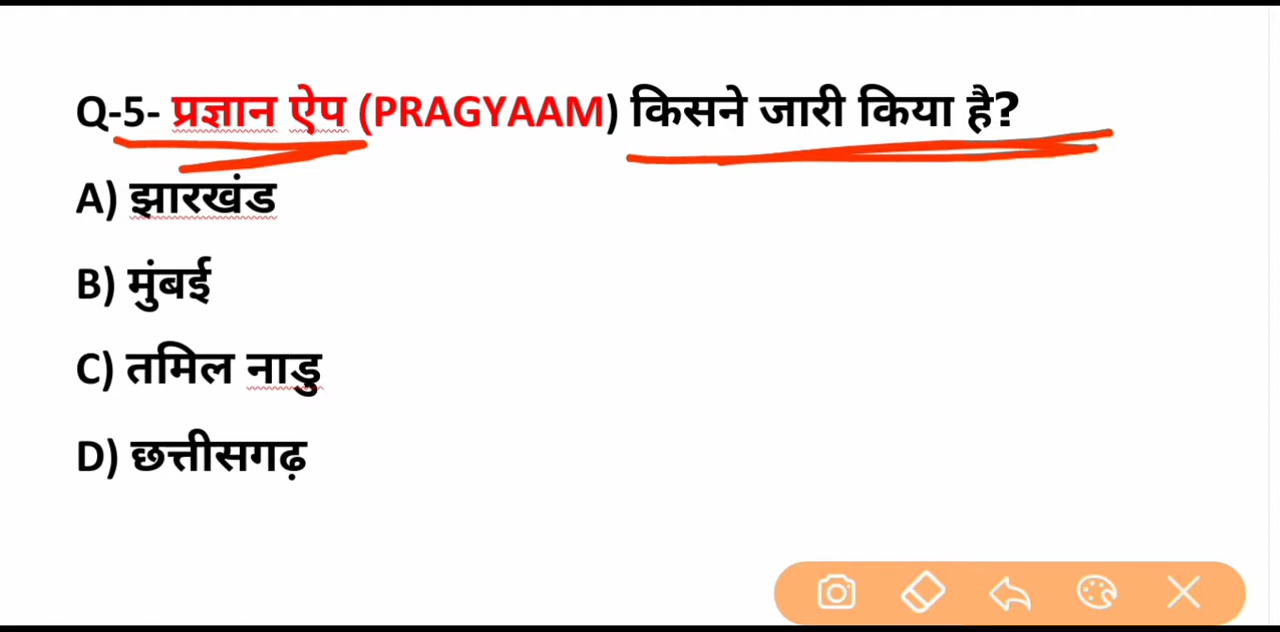 Q-5- प्रज्ञान ऐप (PRAGYAAM) किसने जारी किया है?
A) झारखंड
B) मुंबई
C) तमिल नाडु
D) छत्तीसगढ़